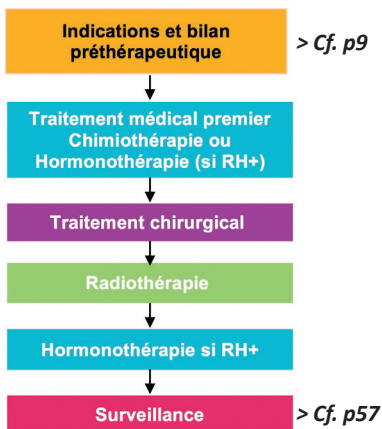 Indications et bilan
préthérapeutique
> Cf. p9
Traitement médical premier
Chimiothérapie ou
Hormonothérapie (si RH+)
Traitement chirurgical
Radiothérapie
Hormonothérapie si RH+
Surveillance
> Cf. p57